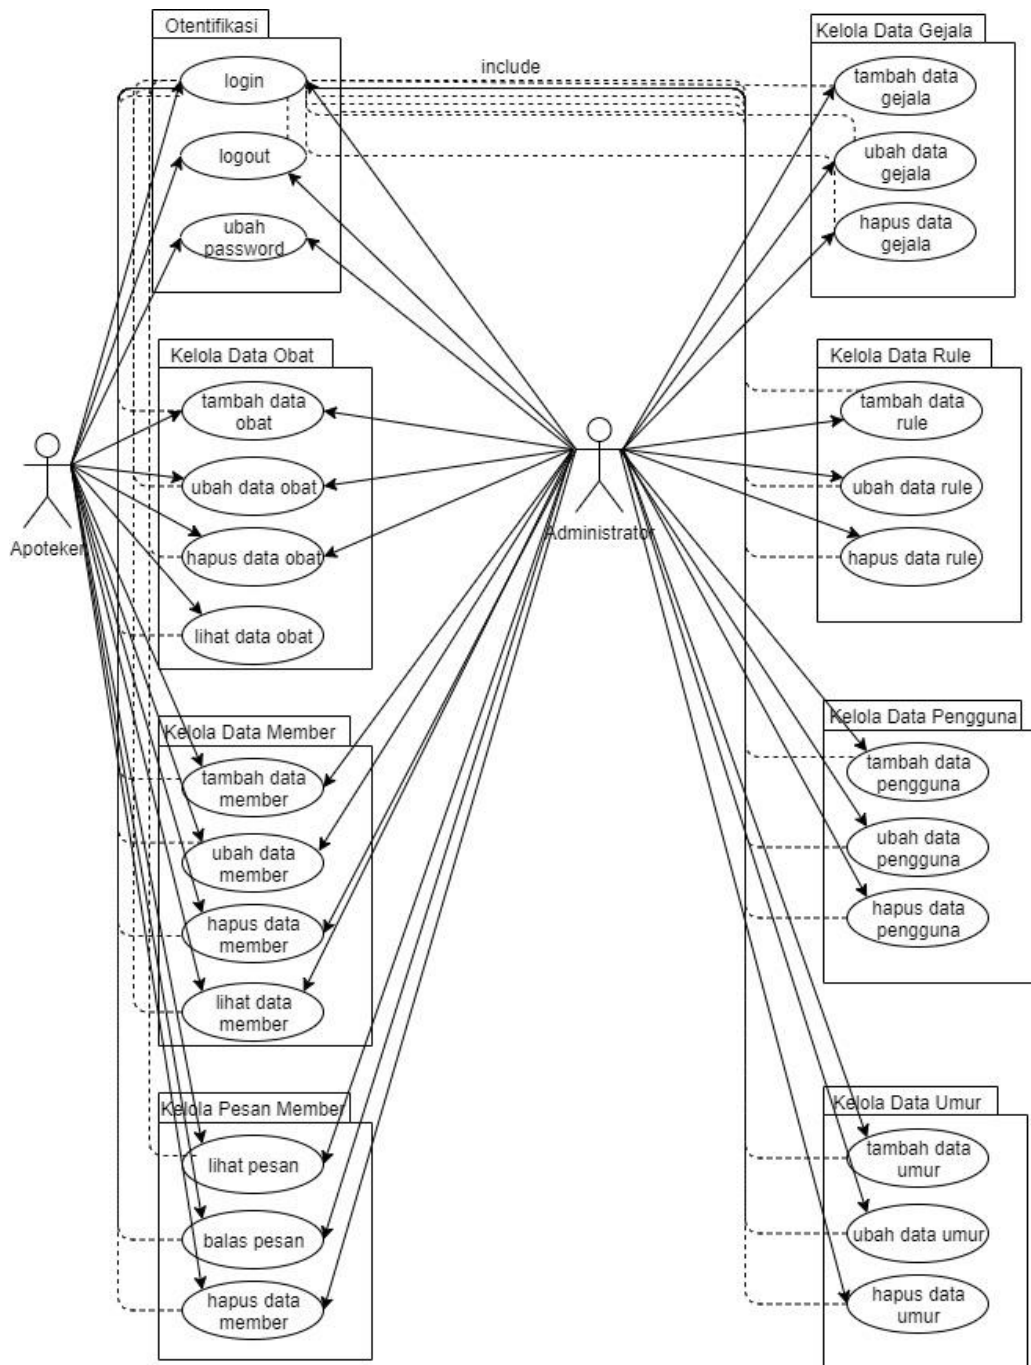 Otentifikasi
login
logout
ubah
password
include
Kelola Data Gejala
tambah data
gejala
ubah data
gejala
hapus data
gejala
Kelola Data Obat
tambah data
obat
ubah data obat
hapus data obat
lihat data obat
Kelola Data Rule
tambah data
rule
ubah data rule
hapus data rule
Apoteker
Administrator
Kelola Data Member
tambah data
member
ubah data
member
hapus data
member
lihat data
member
Kelola Data Pengguna
tambah data
pengguna
ubah data
pengguna
hapus data
pengguna
Kelola Pesan Member
lihat pesan
balas pesan
hapus data
member
Kelola Data Umur
tambah data
umur
ubah data umur
hapus data
umur